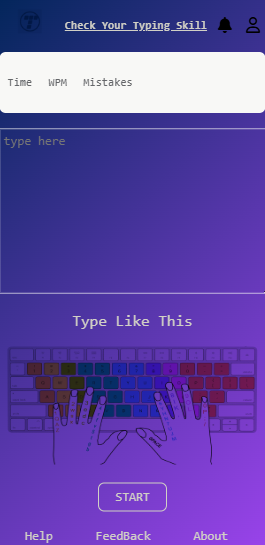 Check Your Typing Skill
Time WPM Mistakes
type here
Type Like This
START
Help FeedBack About